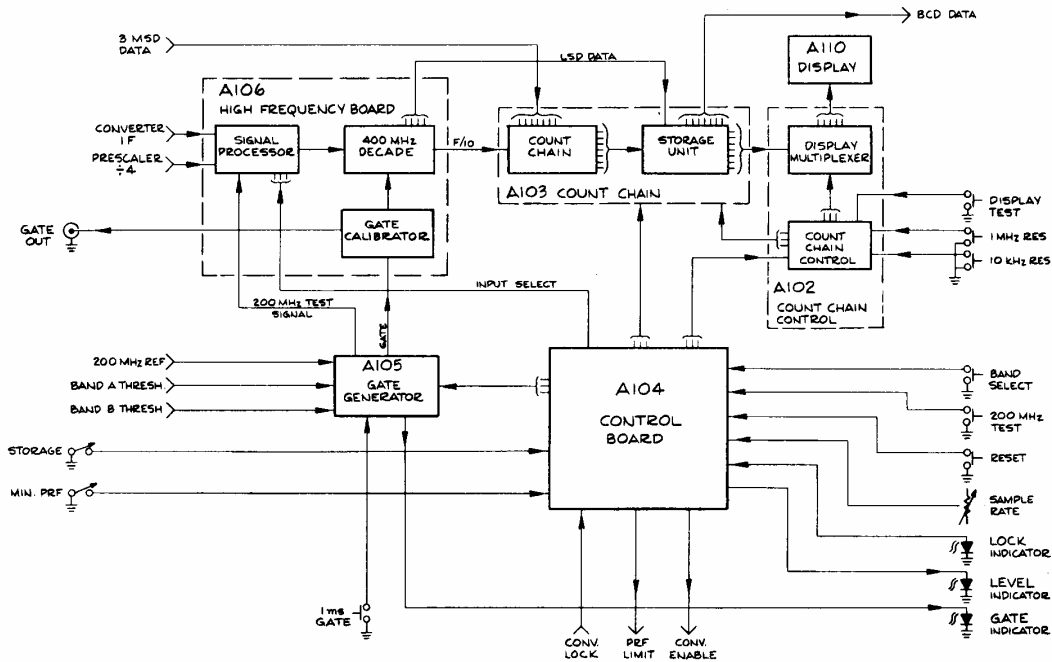 BCD DATA
3 MSD
DATA
LSD DATA
A110
DISPLAY
A106
HIGH FREQUENCY BOARD
CONVERTER
IF
PRESCALER
÷4
SIGNAL
PROCESSOR
400 MHz
DECADE
F/10
COUNT
CHAIN
STORAGE
UNIT
A103 COUNT CHAIN
DISPLAY
MULTIPLEXER
GATE
OUT
GATE
CALIBRATOR
COUNT
CHAIN
CONTROL
A102
COUNT CHAIN
CONTROL
DISPLAY
TEST
1 MHz RES
10 KHz RES
200 MHz TEST
SIGNAL
INPUT SELECT
GATE
200 MHz REF
BAND A THRESH.
BAND B THRESH
A105
GATE
GENERATOR
A104
CONTROL
BOARD
BAND
SELECT
200 MHz
TEST
RESET
SAMPLE
RATE
LOCK
INDICATOR
LEVEL
INDICATOR
GATE
INDICATOR
STORAGE
MIN. PRF
1 ms
GATE
CONV.
LOCK
PRF
LIMIT
CONV.
ENABLE